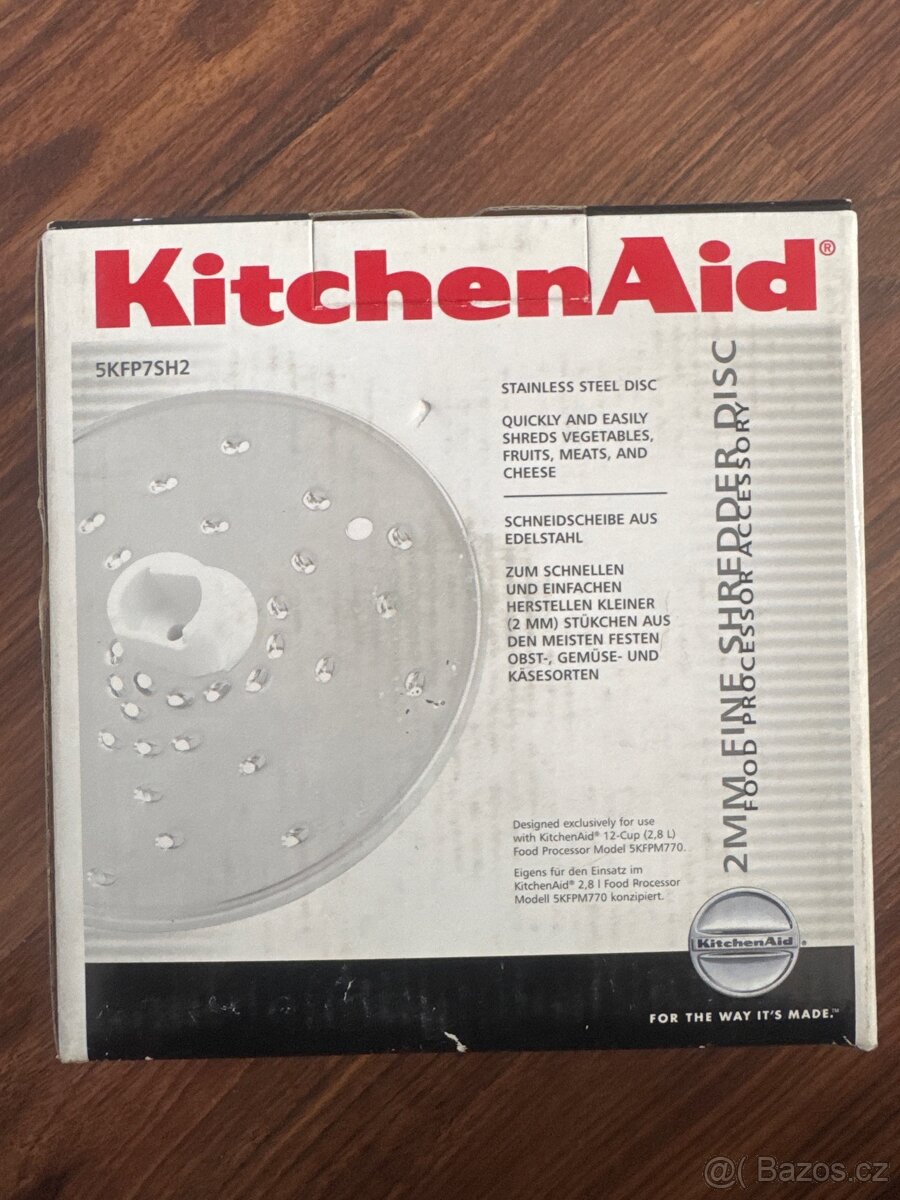 KitchenAid®
5KFP7SH2
STAINLESS STEEL DISC
QUICKLY AND EASILY
SHREDS VEGETABLES,
FRUITS, MEATS, AND
CHEESE
SCHNEIDSCHEIBE AUS
EDELSTAHL
ZUM SCHNELLEN
UND EINFACHEN
HERSTELLEN KLEINER
(2 MM) STÜKCHEN AUS
DEN MEISTEN FESTEN
OBST-, GEMÜSE- UND
KÄSESORTEN
2MM FINE SHREDDER DISC
FOOD PROCESSOR ACCESSORY
Designed exclusively for use
with KitchenAid® 12-Cup (2,8 L)
Food Processor Model 5KFPM770.
Eigens für den Einsatz im
KitchenAid® 2,8 l Food Processor
Modell 5KFPM770 konzipiert.
KitchenAid®
FOR THE WAY IT'S MADE.™
@( Bazos.cz